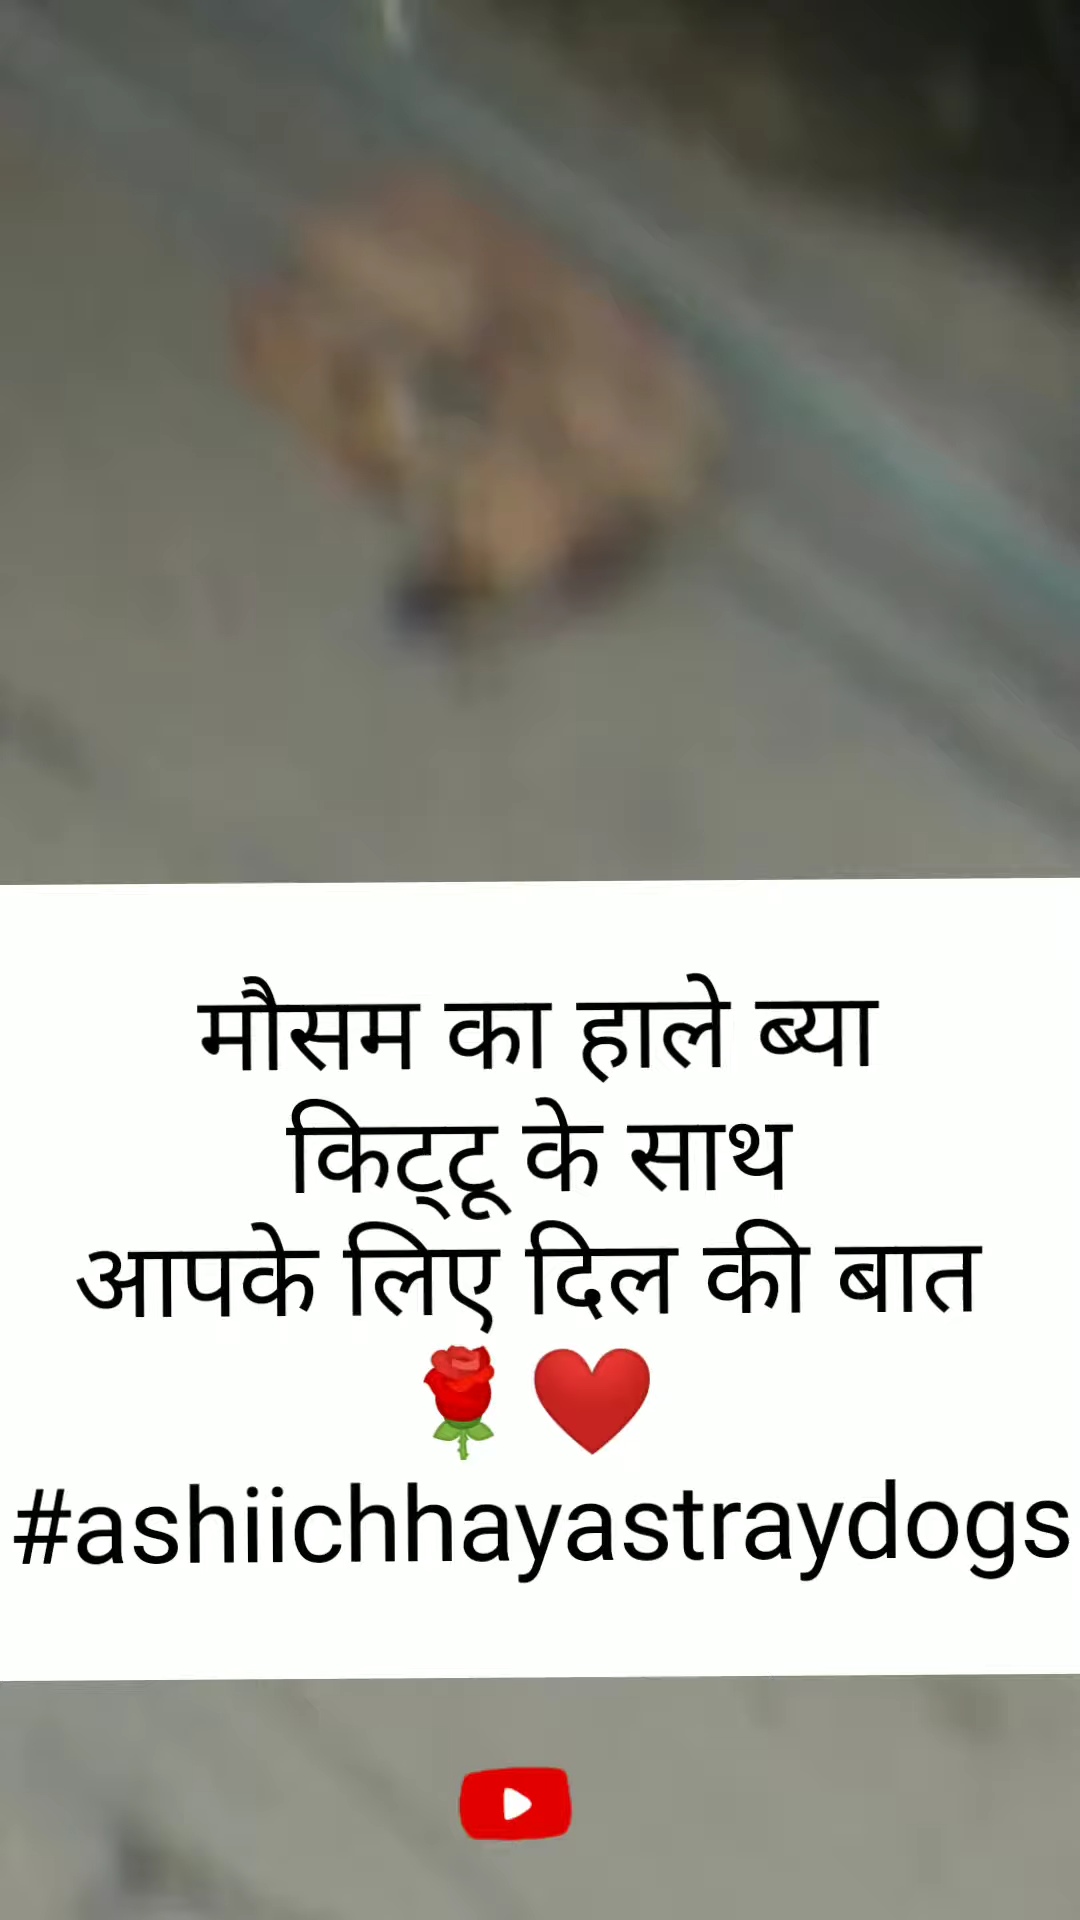 मौसम का हाले ब्या
किट्टू के साथ
आपके लिए दिल की बात
🌹 ❤️
#ashiichhayastraydogs